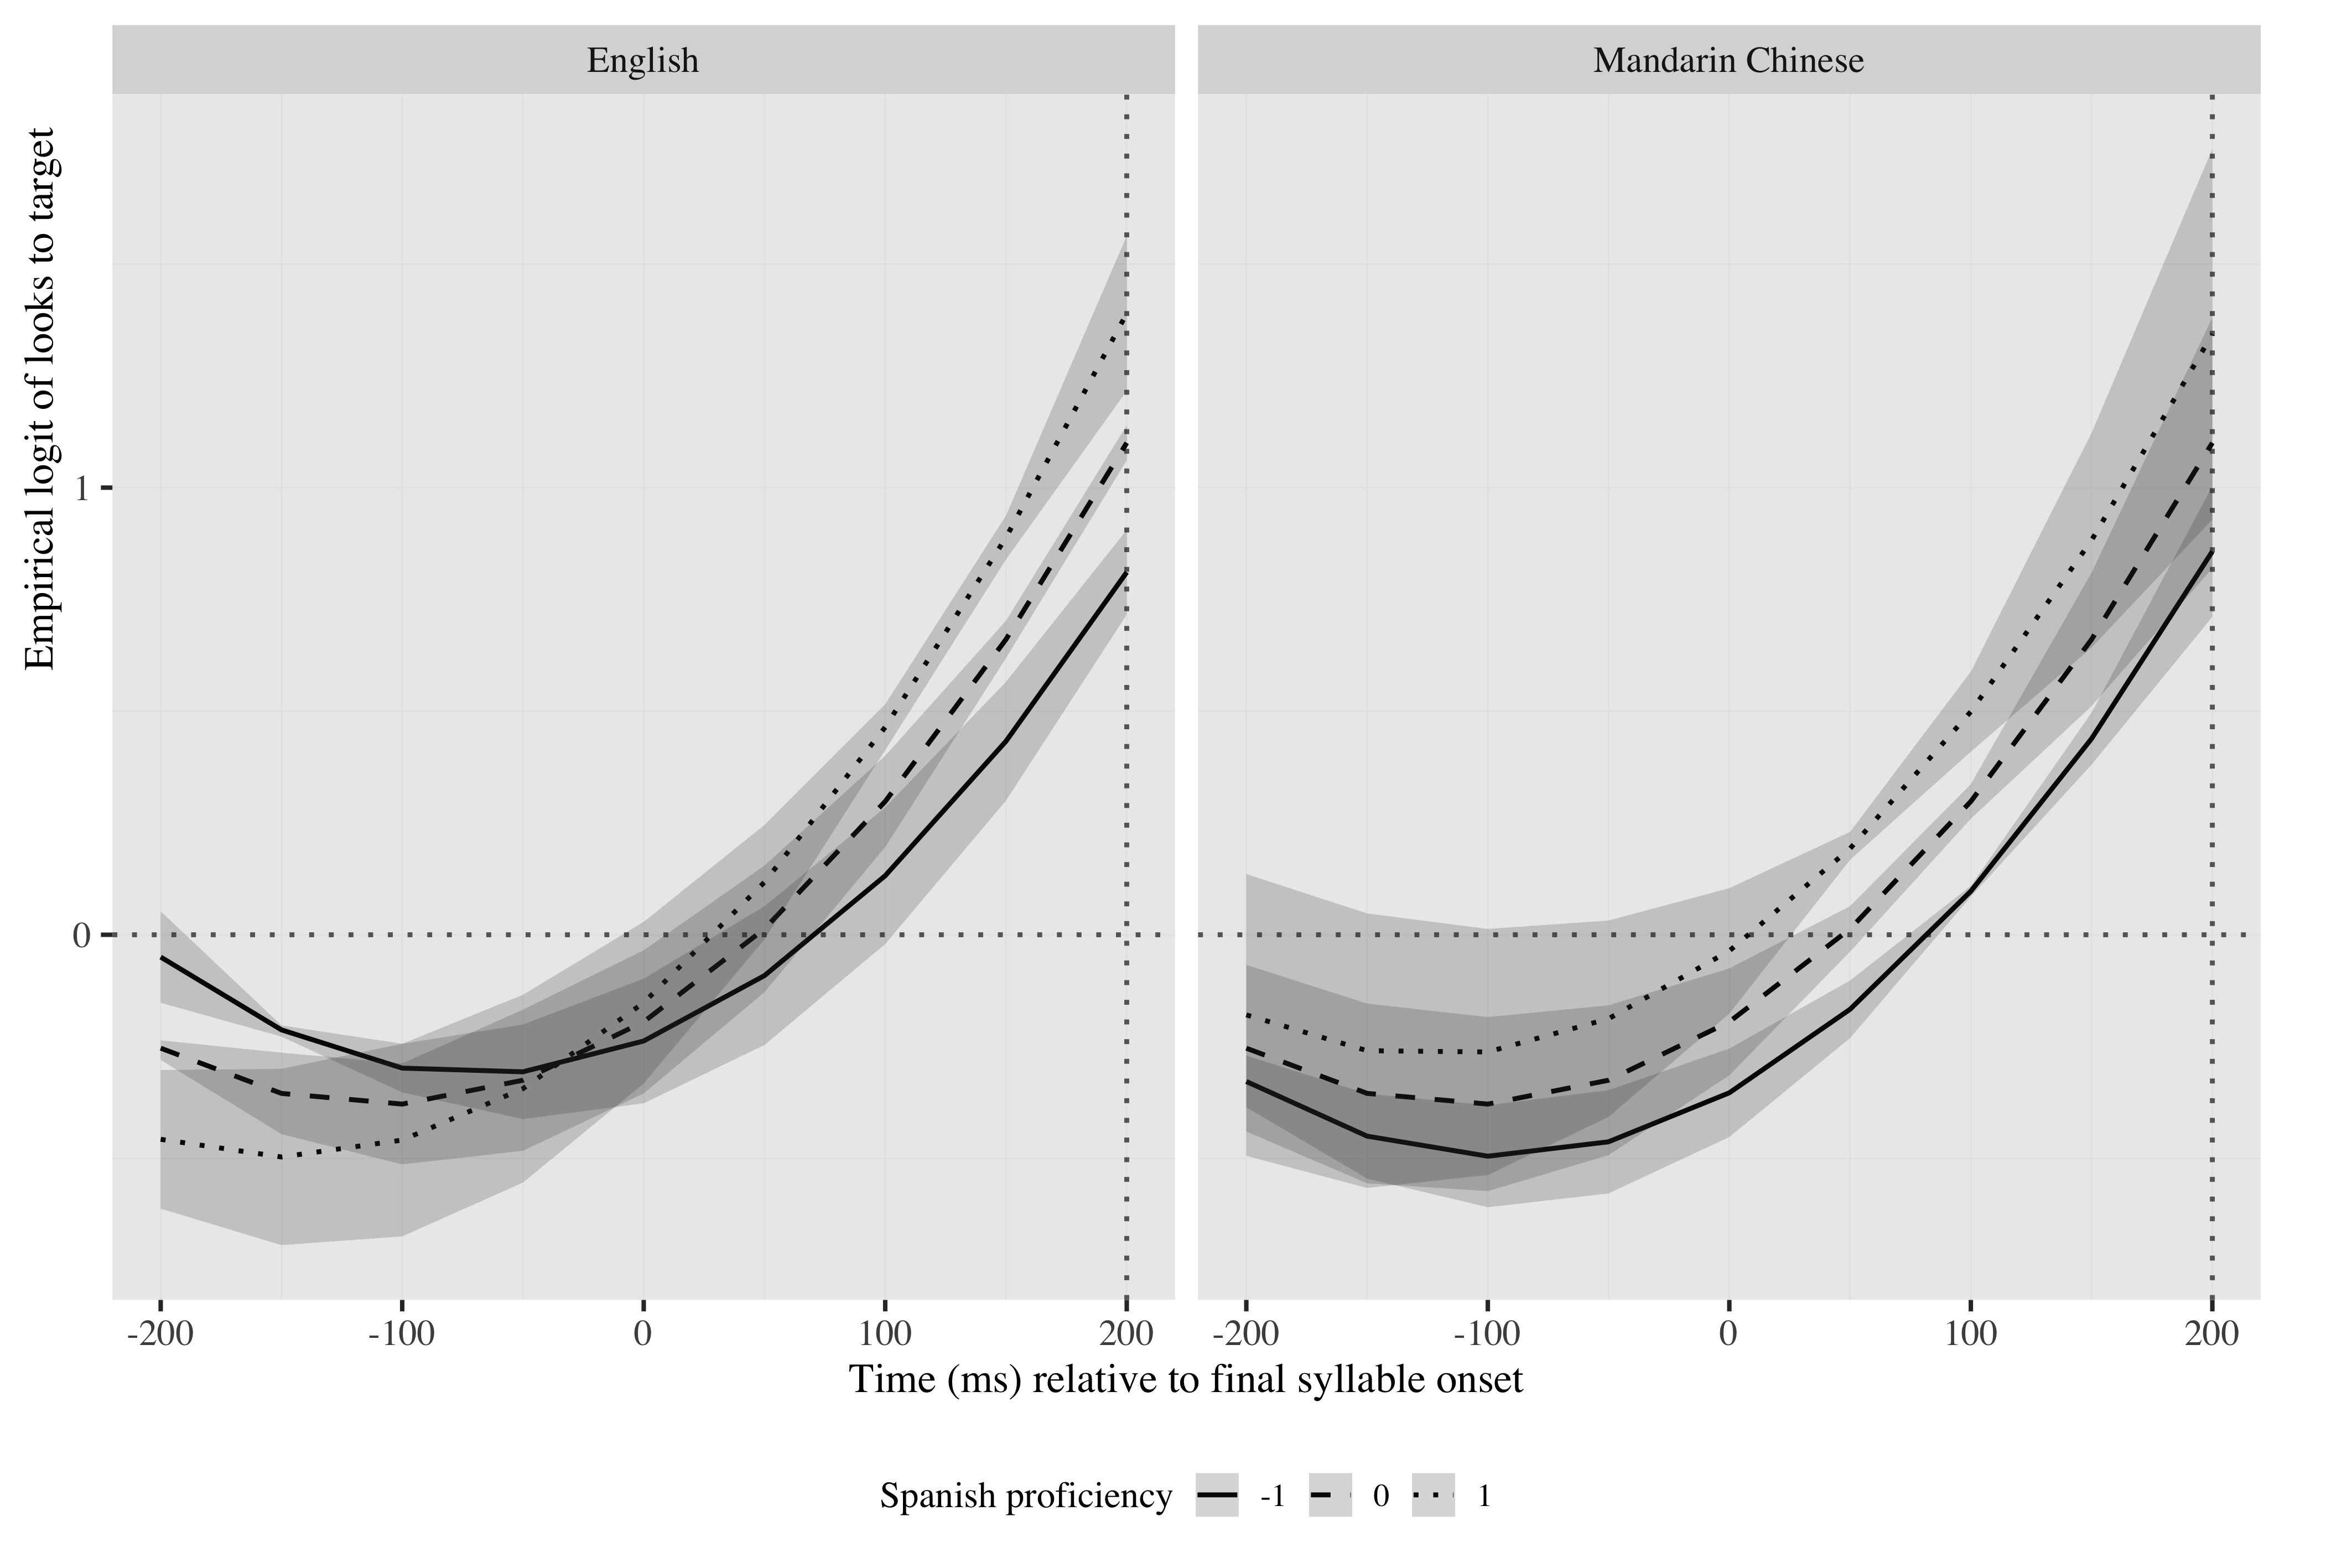 English
Mandarin Chinese
Empirical logit of looks to target
1
0
-200 -100 0 100 200
-200 -100 0 100 200
Time (ms) relative to final syllable onset
Spanish proficiency -1 0 1